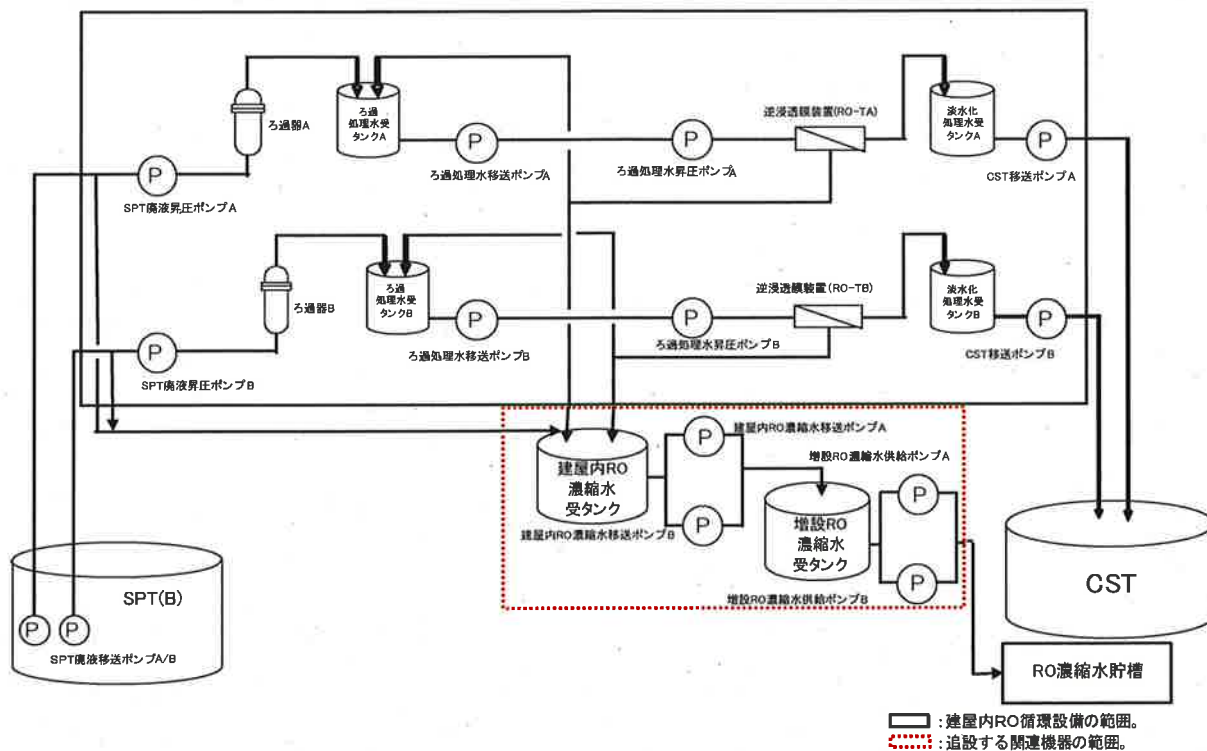 ろ過器A
ろ過
処理水受
タンクA
P
SPT廃液昇圧ポンプA
P
ろ過処理水移送ポンプA
P
ろ過処理水昇圧ポンプA
逆浸透膜装置(RO-TA)
淡水化
処理水受
タンクA
P
CST移送ポンプA
ろ過器B
ろ過
処理水受
タンクB
P
SPT廃液昇圧ポンプB
P
ろ過処理水移送ポンプB
P
ろ過処理水昇圧ポンプB
逆浸透膜装置(RO-TB)
淡水化
処理水受
タンクB
P
CST移送ポンプB
建屋内RO
濃縮水
受タンク
P
建屋内RO濃縮水移送ポンプA
P
建屋内RO濃縮水移送ポンプB
増設RO
濃縮水
受タンク
増設RO濃縮水供給ポンプA
P
P
増設RO濃縮水供給ポンプB
SPT(B)
P
P
SPT廃液移送ポンプA/B
CST
RO濃縮水貯槽
:建屋内RO循環設備の範囲。
:追設する関連機器の範囲。